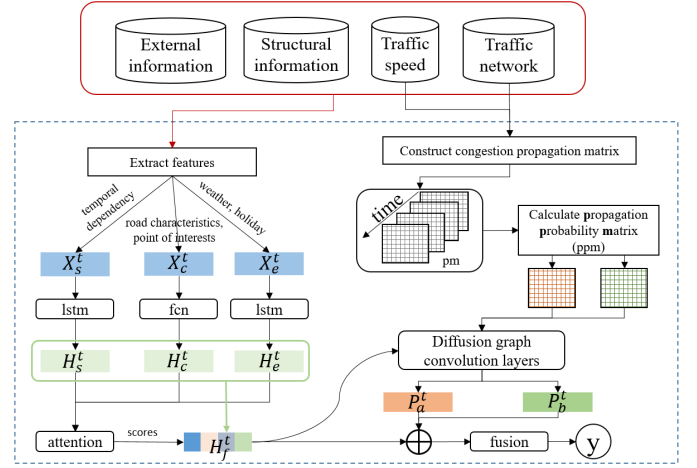 External
information
Structural
information
Traffic
speed
Traffic
network
Extract features
Construct congestion propagation matrix
temporal
dependency
weather, holiday
road characteristics,
point of interests
time
pm
Calculate propagation
probability matrix
(ppm)
X_s^t
X_c^t
X_e^t
lstm
fcn
lstm
H_s^t
H_c^t
H_e^t
Diffusion graph
convolution layers
P_a^t
P_b^t
attention
scores
H_f^t
fusion
y